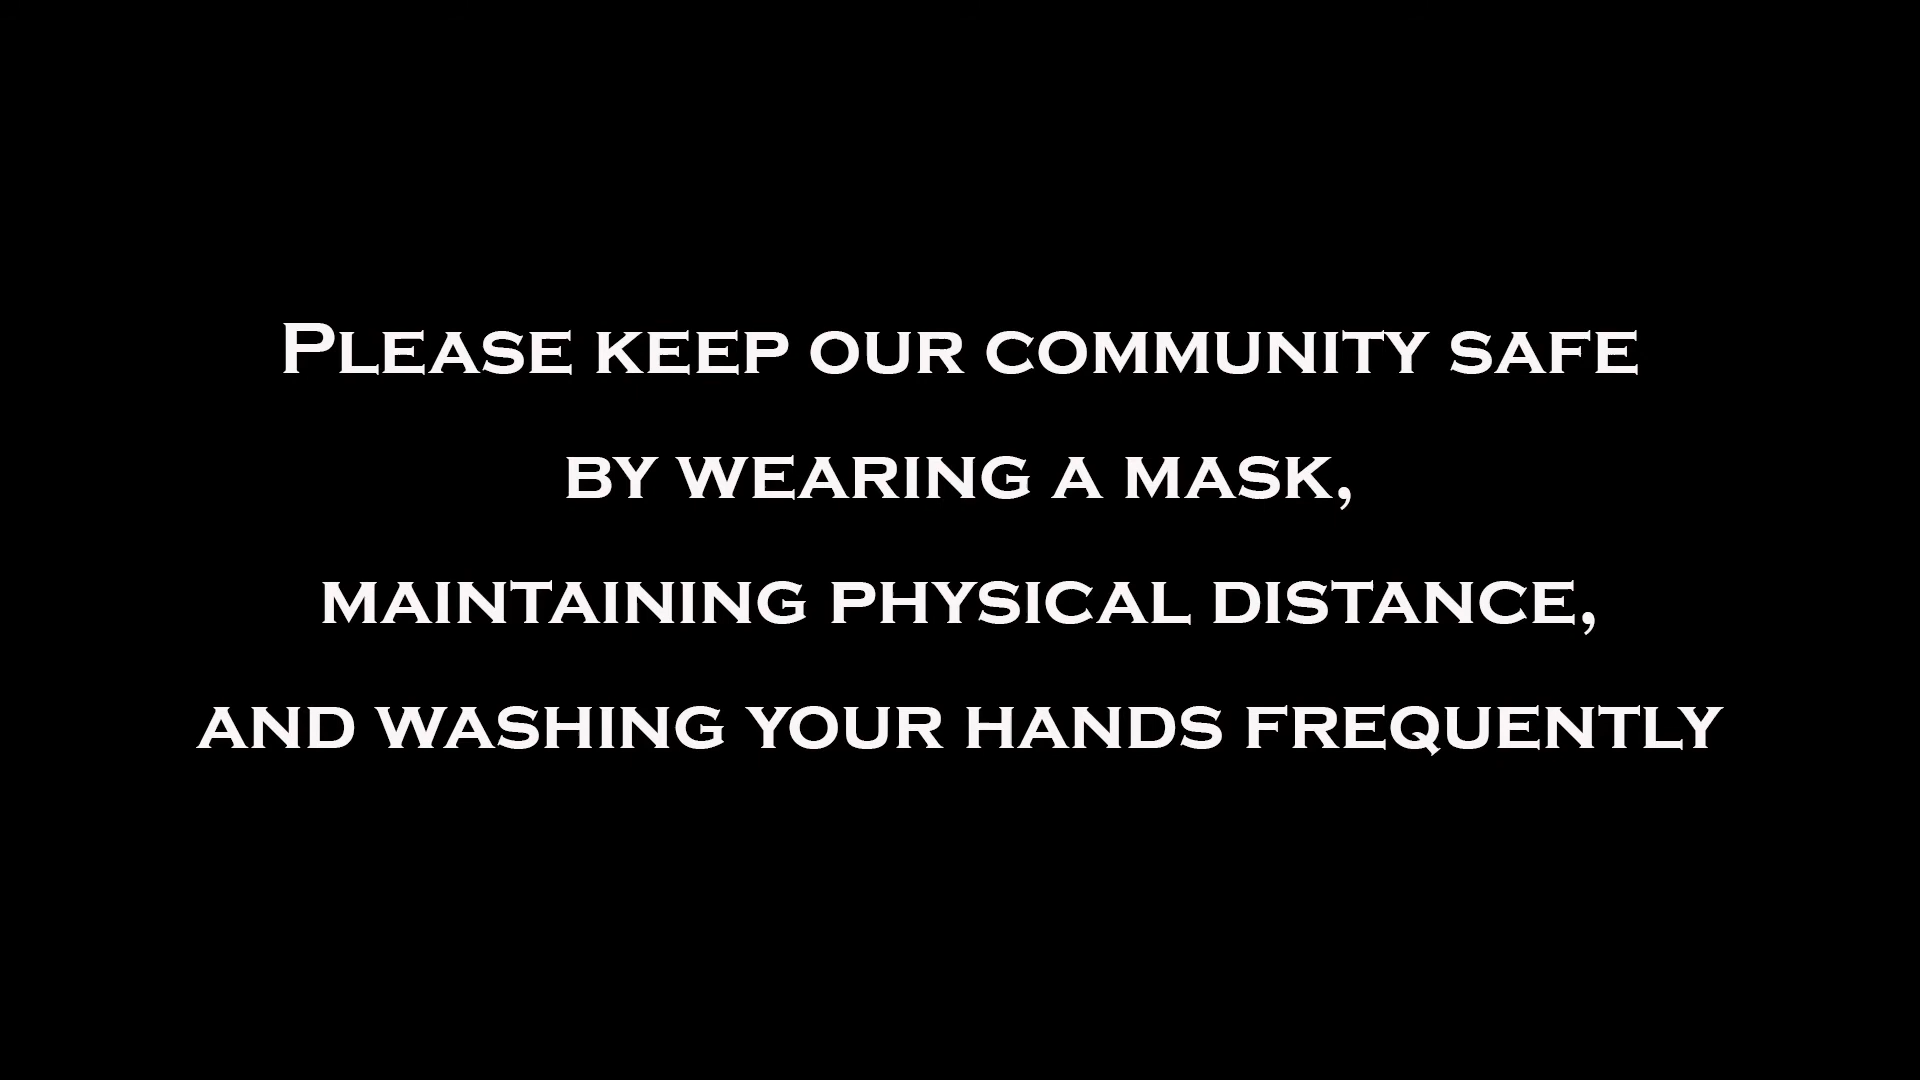 Please keep our community safe
by wearing a mask,
maintaining physical distance,
and washing your hands frequently